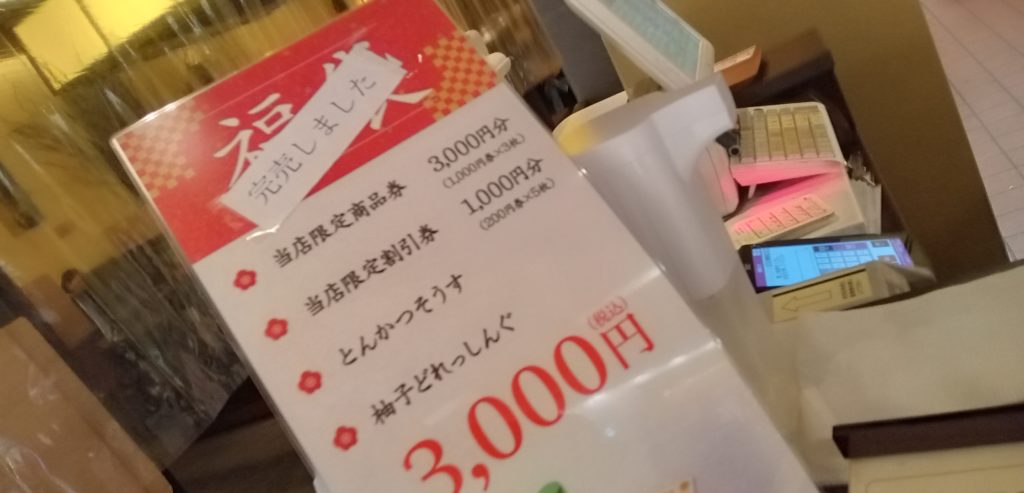 福袋
完売しました
当店限定商品券 3,000円分
(1,000円券×3枚)
当店限定割引券 1,000円分
(200円券×5枚)
とんかつそうす
柚子どれっしんぐ
3,000円(税込)